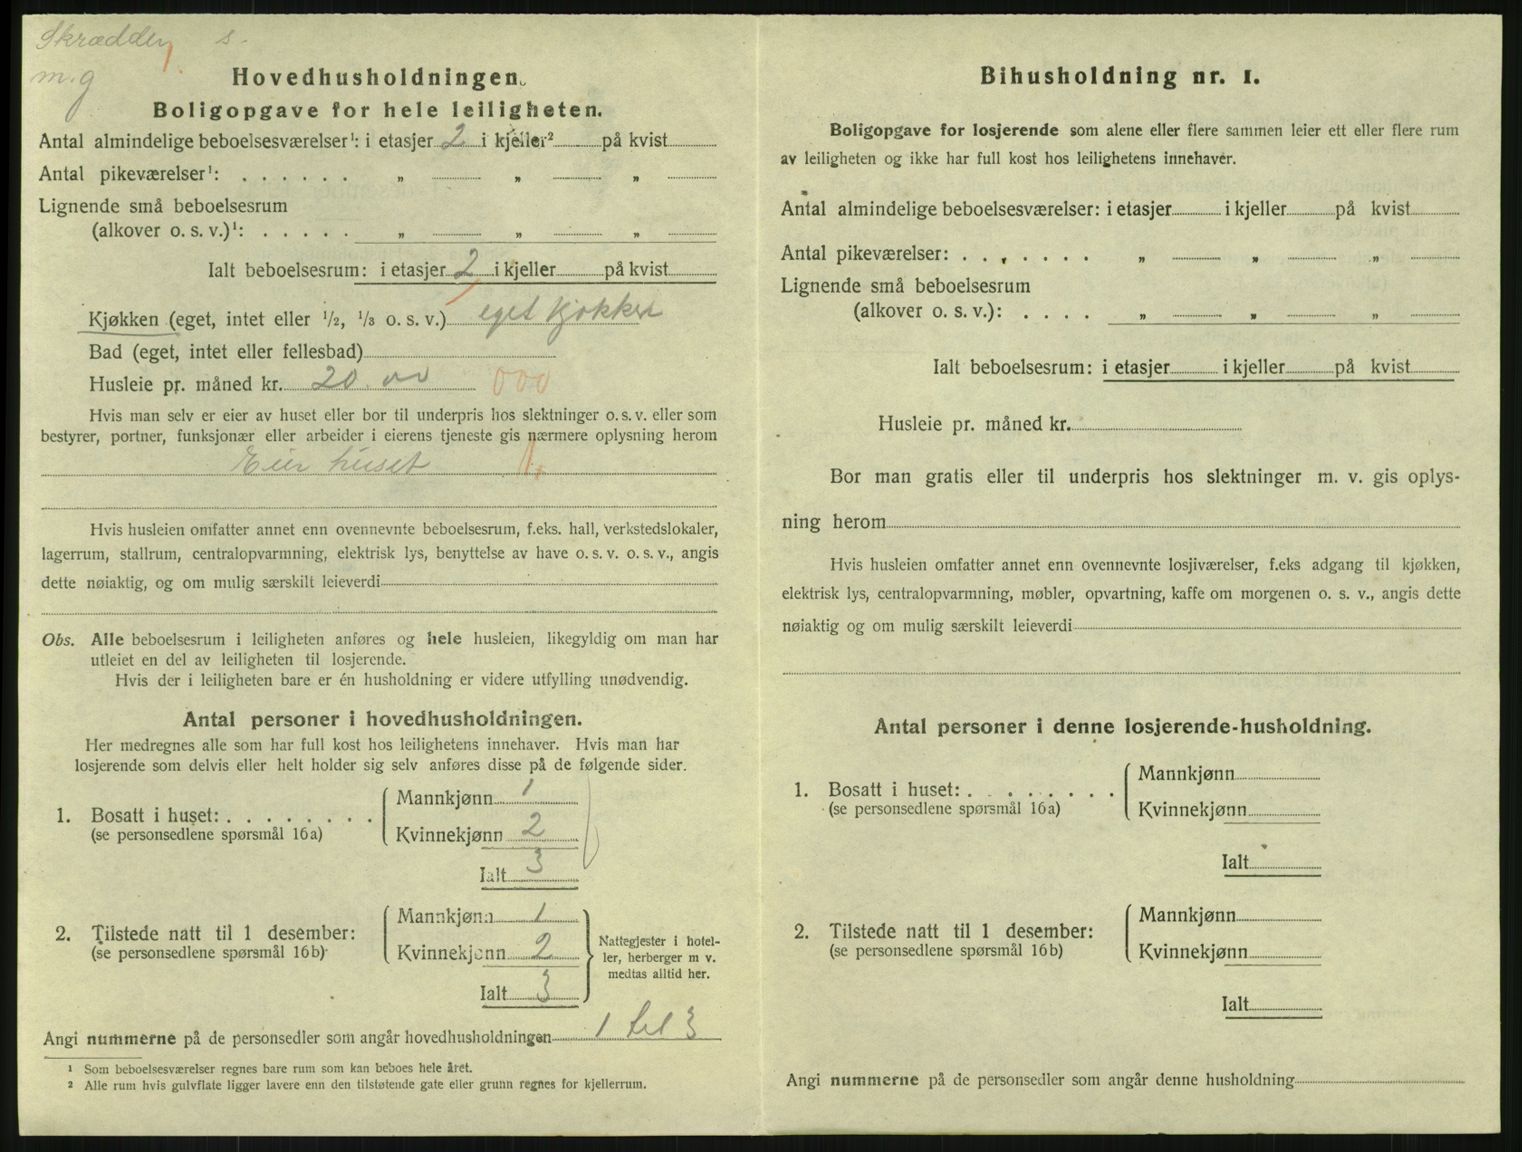 Skrædder s.
m.g
Hovedhusholdningen.
Boligopgave for hele leiligheten.
Antal almindelige beboelsesværelser¹: i etasjer 2 i kjeller² på kvist
Antal pikeværelser¹: . . . . . . „ „ „
Lignende små beboelsesrum
(alkover o. s. v.)¹: . . . . . „ „ „
Ialt beboelsesrum: i etasjer 2 i kjeller på kvist
Kjøkken (eget, intet eller ½, ⅓ o. s. v.) eget kjøkken
Bad (eget, intet eller fellesbad)
Husleie pr. måned kr. 20.00 000
Hvis man selv er eier av huset eller bor til underpris hos slektninger o. s. v. eller som
bestyrer, portner, funksjonær eller arbeider i eierens tjeneste gis nærmere oplysning herom
Eier huset 1.
Hvis husleien omfatter annet enn ovennevnte beboelsesrum, f.eks. hall, verkstedslokaler,
lagerrum, stallrum, centralopvarmning, elektrisk lys, benyttelse av have o. s. v. o. s. v., angis
dette nøiaktig, og om mulig særskilt leieverdi
Obs. Alle beboelsesrum i leiligheten anføres og hele husleien, likegyldig om man har
utleiet en del av leiligheten til losjerende.
Hvis der i leiligheten bare er én husholdning er videre utfylling unødvendig.
Antal personer i hovedhusholdningen.
Her medregnes alle som har full kost hos leilighetens innehaver. Hvis man har
losjerende som delvis eller helt holder sig selv anføres disse på de følgende sider.
1. Bosatt i huset: . . . . . . . .
(se personsedlene spørsmål 16a)
Mannkjønn 1
Kvinnekjønn 2
Ialt 3
2. Tilstede natt til 1 desember:
(se personsedlene spørsmål 16b)
Mannkjønn 1
Kvinnekjønn 2
Ialt 3
Nattegjester i hotel-
ler, herberger m v.
medtas alltid her.
Angi nummerne på de personsedler som angår hovedhusholdningen 1 til 3
¹ Som beboelsesværelser regnes bare rum som kan beboes hele året.
² Alle rum hvis gulvflate ligger lavere enn den tilstøtende gate eller grunn regnes for kjellerrum.
Bihusholdning nr. 1.
Boligopgave for losjerende som alene eller flere sammen leier ett eller flere rum
av leiligheten og ikke har full kost hos leilighetens innehaver.
Antal almindelige beboelsesværelser: i etasjer i kjeller på kvist
Antal pikeværelser: . . . . . . . „ „ „
Lignende små beboelsesrum
(alkover o. s. v.): . . . . „ „ „
Ialt beboelsesrum: i etasjer i kjeller på kvist
Husleie pr. måned kr.
Bor man gratis eller til underpris hos slektninger m. v. gis oplys-
ning herom
Hvis husleien omfatter annet enn ovennevnte losjiværelser, f.eks adgang til kjøkken,
elektrisk lys, centralopvarmning, møbler, opvartning, kaffe om morgenen o. s. v., angis dette
nøiaktig og om mulig særskilt leieverdi
Antal personer i denne losjerende-husholdning.
1. Bosatt i huset: . . . . . . . .
(se personsedlene spørsmål 16a)
Mannkjønn
Kvinnekjønn
Ialt
2. Tilstede natt til 1 desember:
(se personsedlene spørsmål 16b)
Mannkjønn
Kvinnekjønn
Ialt
Angi nummerne på de personsedler som angår denne husholdning